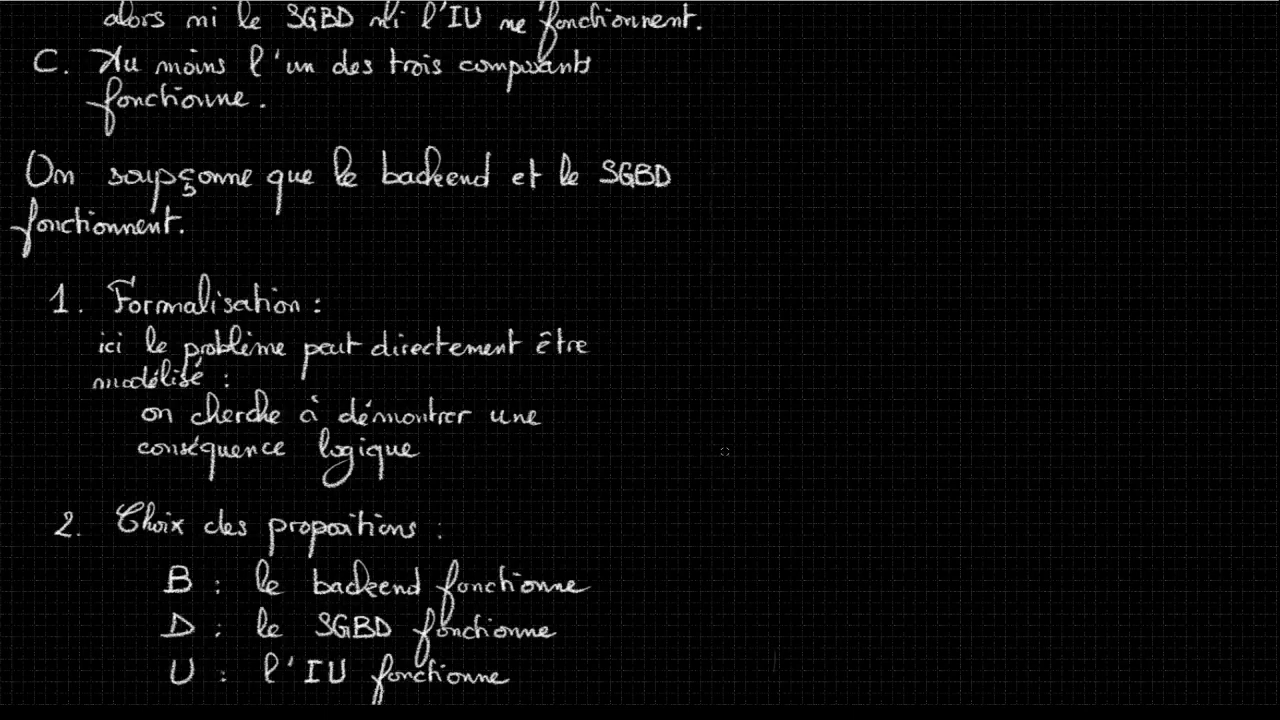 alors ni le SGBD ni l'IU ne fonctionnent.
C. Au moins l'un des trois composants
fonctionne.
On soupçonne que le backend et le SGBD
fonctionnent.
1. Formalisation :
ici le problème peut directement être
modélisé :
on cherche à démontrer une
conséquence logique
2. Choix des propositions :
B : le backend fonctionne
D : le SGBD fonctionne
U : l'IU fonctionne